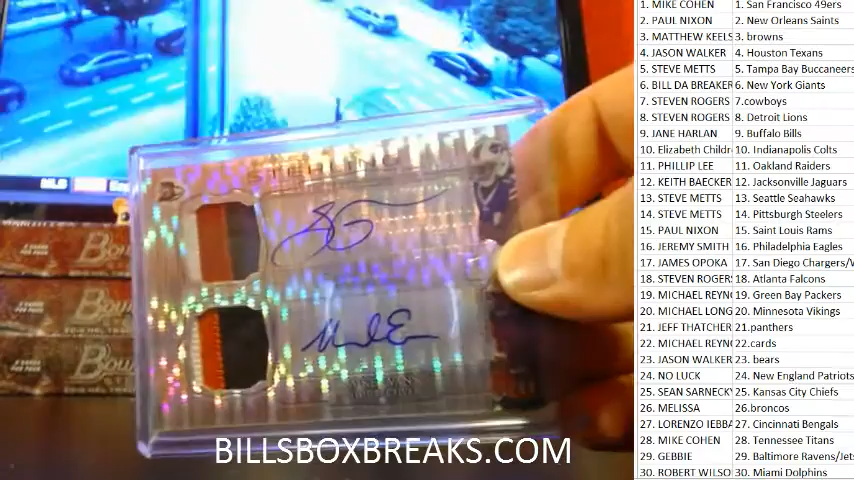 1. MIKE COHEN 1. San Francisco 49ers
2. PAUL NIXON 2. New Orleans Saints
3. MATTHEW KEELS 3. browns
4. JASON WALKER 4. Houston Texans
5. STEVE METTS 5. Tampa Bay Buccaneers
6. BILL DA BREAKER 6. New York Giants
7. STEVEN ROGERS 7.cowboys
8. STEVEN ROGERS 8. Detroit Lions
9. JANE HARLAN 9. Buffalo Bills
10. Elizabeth Childr 10. Indianapolis Colts
11. PHILLIP LEE 11. Oakland Raiders
12. KEITH BAECKER 12. Jacksonville Jaguars
13. STEVE METTS 13. Seattle Seahawks
14. STEVE METTS 14. Pittsburgh Steelers
15. PAUL NIXON 15. Saint Louis Rams
16. JEREMY SMITH 16. Philadelphia Eagles
17. JAMES OPOKA 17. San Diego Chargers/V
18. STEVEN ROGERS 18. Atlanta Falcons
19. MICHAEL REYN 19. Green Bay Packers
20. MICHAEL LONG 20. Minnesota Vikings
21. JEFF THATCHER 21.panthers
22. MICHAEL REYN 22.cards
23. JASON WALKER 23. bears
24. NO LUCK 24. New England Patriots
25. SEAN SARNECKY 25. Kansas City Chiefs
26. MELISSA 26.broncos
27. LORENZO IEBBA 27. Cincinnati Bengals
28. MIKE COHEN 28. Tennessee Titans
29. GEBBIE 29. Baltimore Ravens/Jets
30. ROBERT WILSO 30. Miami Dolphins
STERLING
MLB
BILLSBOXBREAKS.COM